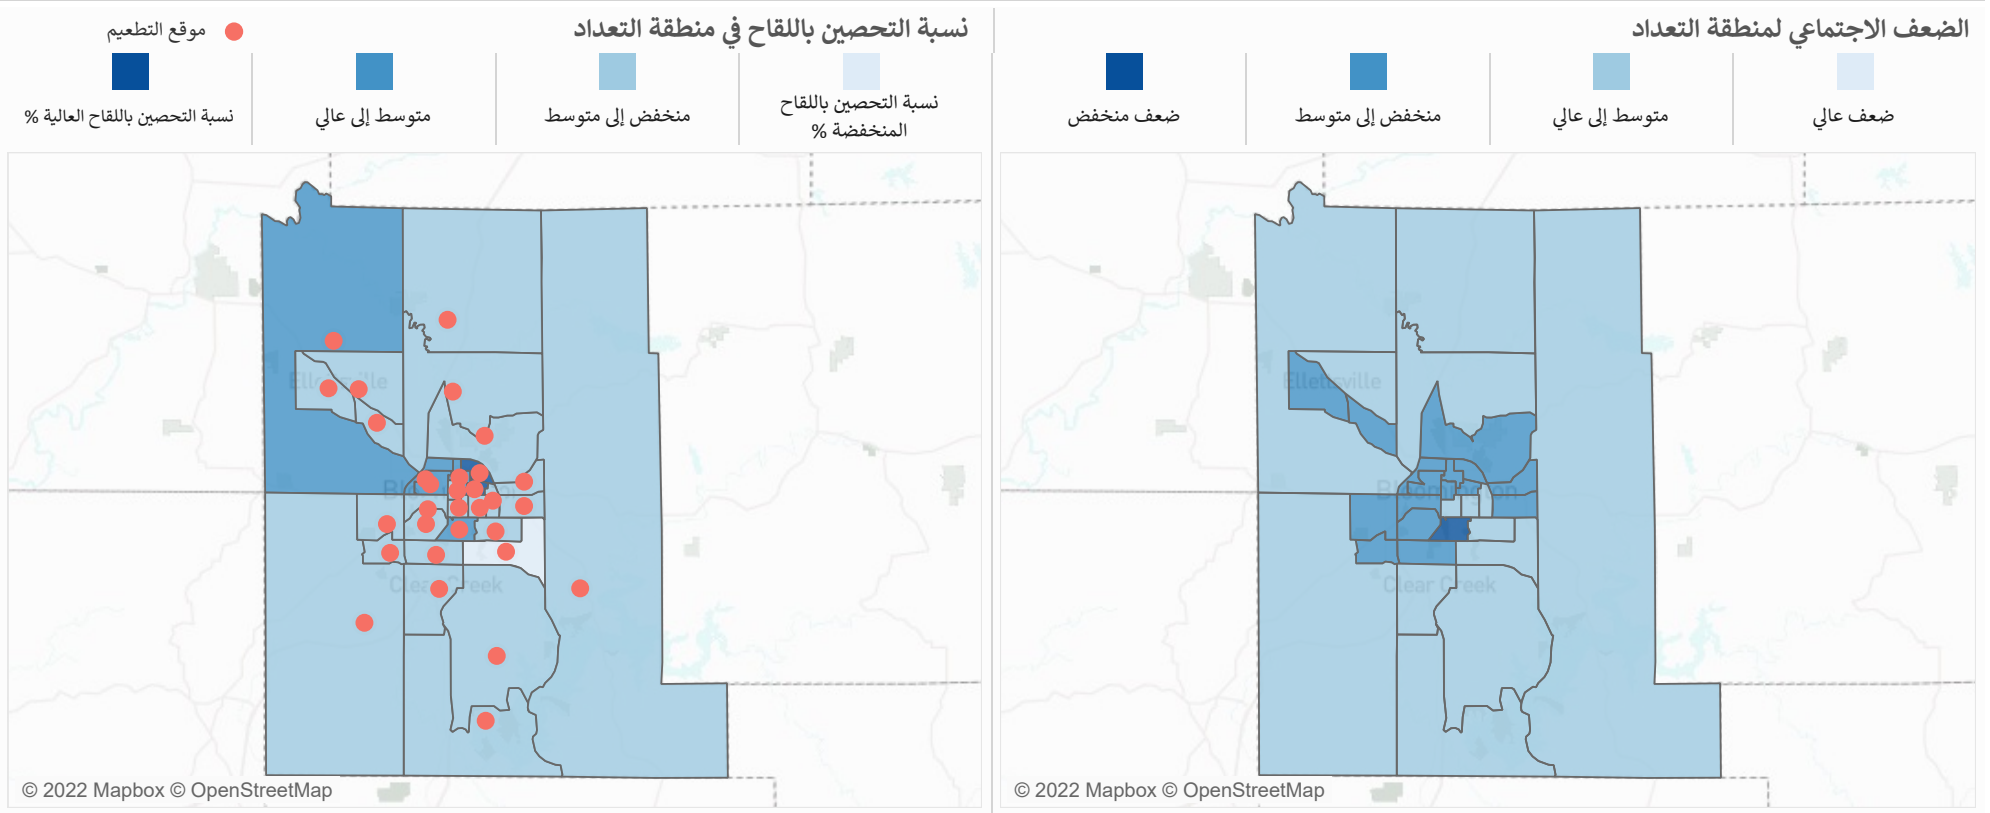 الضعف الاجتماعي لمنطقة التعداد
ضعف عالي
متوسط إلى عالي
منخفض إلى متوسط
ضعف منخفض
Ellettsville
Bloomington
Clear Creek
© 2022 Mapbox © OpenStreetMap
نسبة التحصين باللقاح في منطقة التعداد
موقع التطعيم
نسبة التحصين باللقاح
المنخفضة %
منخفض إلى متوسط
متوسط إلى عالي
نسبة التحصين باللقاح العالية %
Clear Creek
© 2022 Mapbox © OpenStreetMap